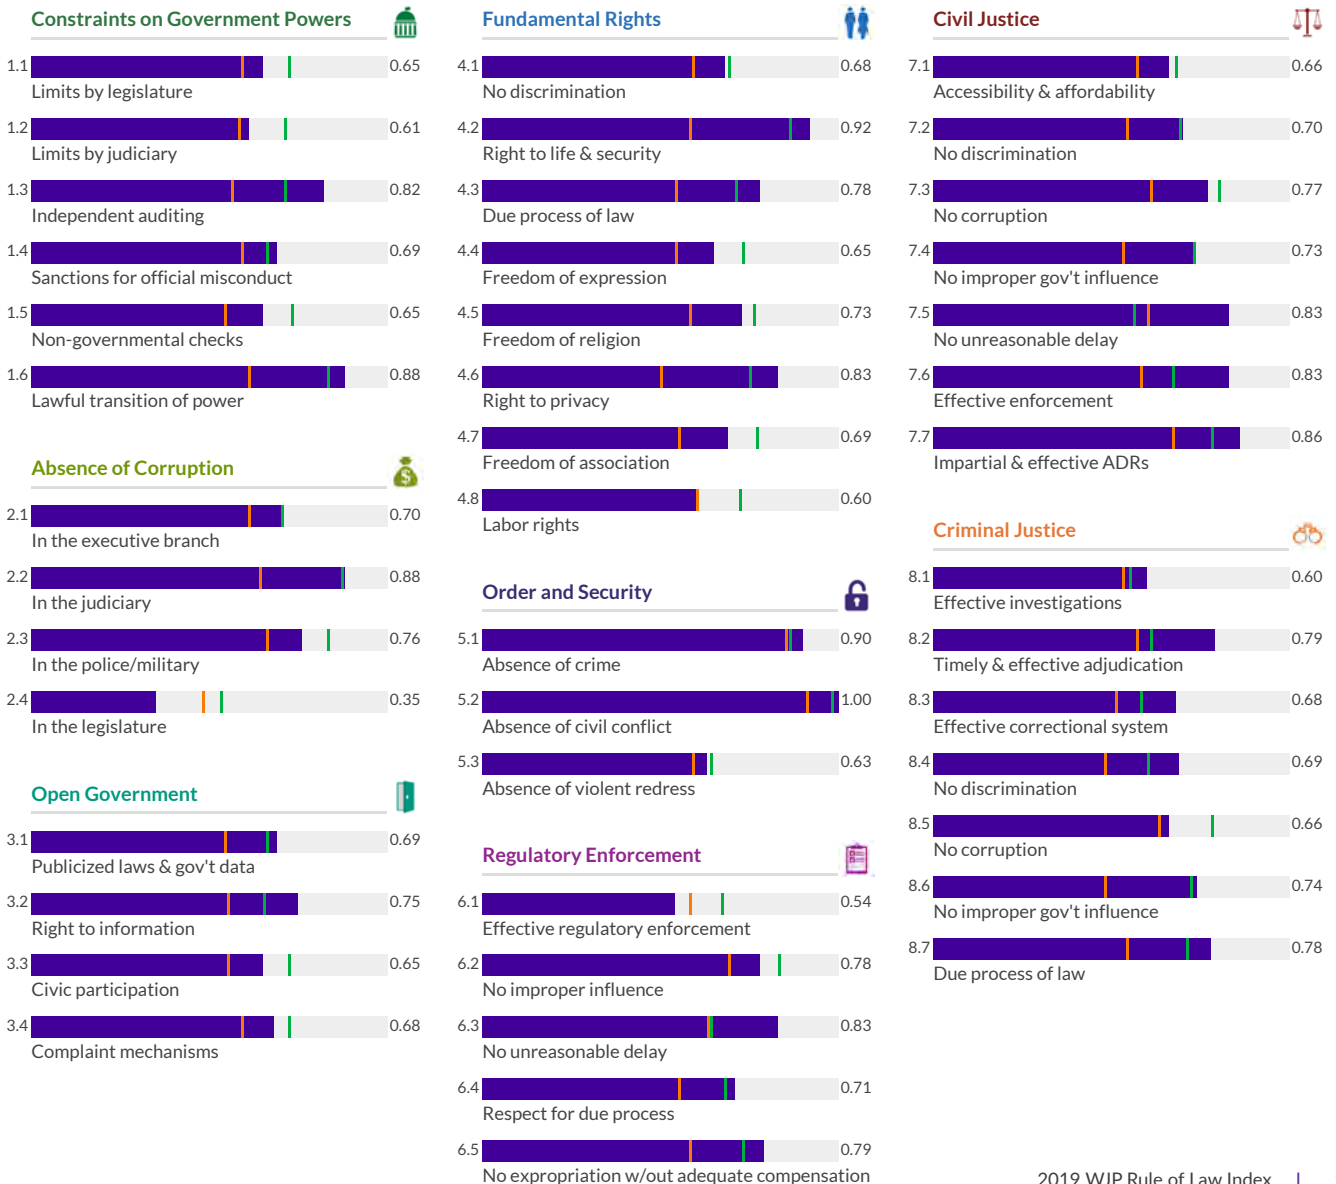 Constraints on Government Powers
1.1 0.65
Limits by legislature
1.2 0.61
Limits by judiciary
1.3 0.82
Independent auditing
1.4 0.69
Sanctions for official misconduct
1.5 0.65
Non-governmental checks
1.6 0.88
Lawful transition of power
Absence of Corruption
$
2.1 0.70
In the executive branch
2.2 0.88
In the judiciary
2.3 0.76
In the police/military
2.4 0.35
In the legislature
Open Government
3.1 0.69
Publicized laws & gov't data
3.2 0.75
Right to information
3.3 0.65
Civic participation
3.4 0.68
Complaint mechanisms
Fundamental Rights
4.1 0.68
No discrimination
4.2 0.92
Right to life & security
4.3 0.78
Due process of law
4.4 0.65
Freedom of expression
4.5 0.73
Freedom of religion
4.6 0.83
Right to privacy
4.7 0.69
Freedom of association
4.8 0.60
Labor rights
Order and Security
5.1 0.90
Absence of crime
5.2 1.00
Absence of civil conflict
5.3 0.63
Absence of violent redress
Regulatory Enforcement
6.1 0.54
Effective regulatory enforcement
6.2 0.78
No improper influence
6.3 0.83
No unreasonable delay
6.4 0.71
Respect for due process
6.5 0.79
No expropriation w/out adequate compensation
Civil Justice
7.1 0.66
Accessibility & affordability
7.2 0.70
No discrimination
7.3 0.77
No corruption
7.4 0.73
No improper gov't influence
7.5 0.83
No unreasonable delay
7.6 0.83
Effective enforcement
7.7 0.86
Impartial & effective ADRs
Criminal Justice
8.1 0.60
Effective investigations
8.2 0.79
Timely & effective adjudication
8.3 0.68
Effective correctional system
8.4 0.69
No discrimination
8.5 0.66
No corruption
8.6 0.74
No improper gov't influence
8.7 0.78
Due process of law
2019 WJP Rule of Law Index |